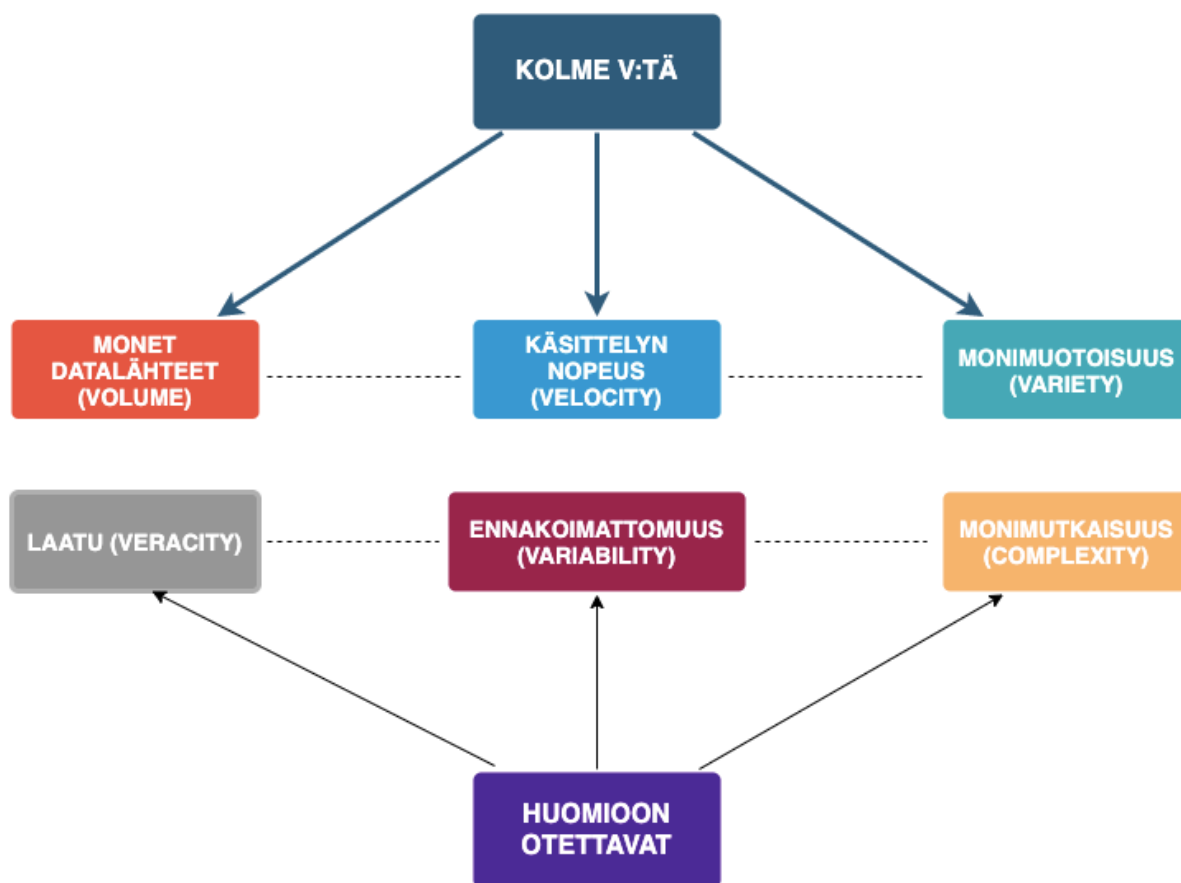 KOLME V:TÄ
MONET
DATALÄHTEET
(VOLUME)
KÄSITTELYN
NOPEUS
(VELOCITY)
MONIMUOTOISUUS
(VARIETY)
LAATU (VERACITY)
ENNAKOIMATTOMUUS
(VARIABILITY)
MONIMUTKAISUUS
(COMPLEXITY)
HUOMIOON
OTETTAVAT